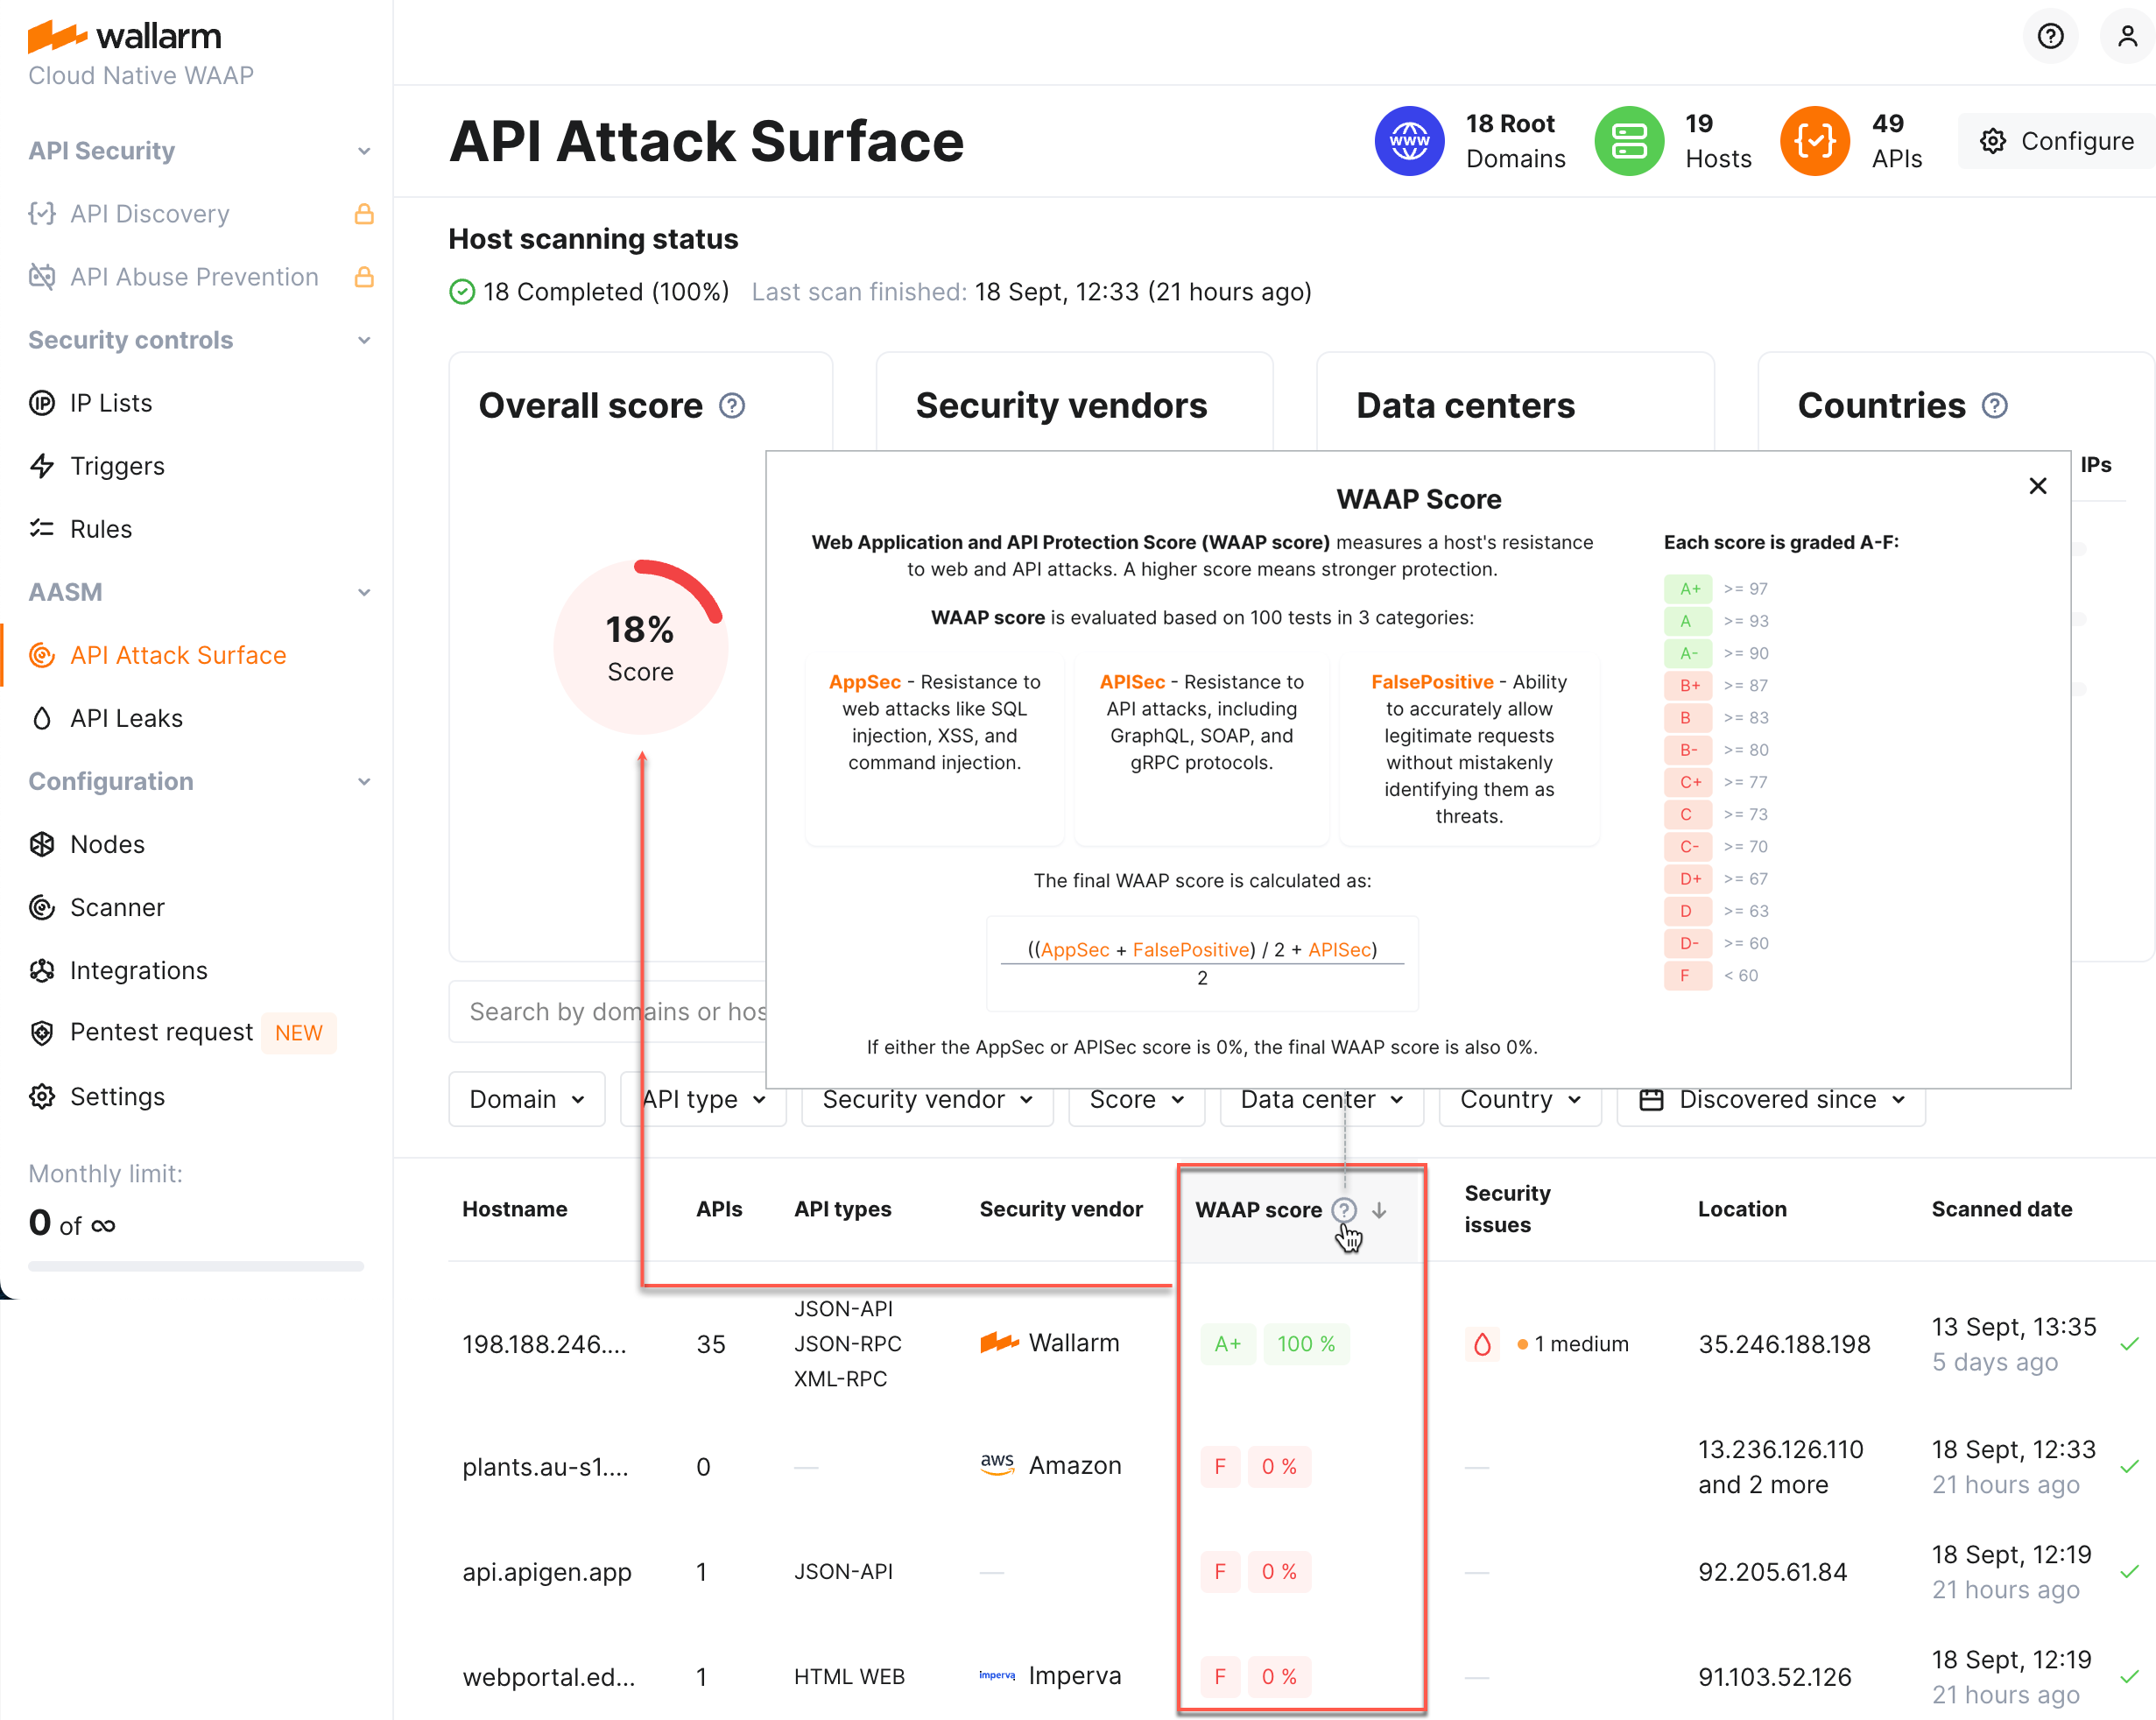 wallarm
Cloud Native WAAP
API Security
API Discovery
API Abuse Prevention
Security controls
IP Lists
Triggers
Rules
AASM
API Attack Surface
API Leaks
Configuration
Nodes
Scanner
Integrations
Pentest request NEW
Settings
Monthly limit:
0 of ∞
API Attack Surface
www
18 Root
Domains
19
Hosts
49
APIs
Configure
Host scanning status
18 Completed (100%) Last scan finished: 18 Sept, 12:33 (21 hours ago)
Overall score
Security vendors
Data centers
Countries
IPs
18%
Score
WAAP Score
Web Application and API Protection Score (WAAP score) measures a host's resistance
to web and API attacks. A higher score means stronger protection.
WAAP score is evaluated based on 100 tests in 3 categories:
AppSec - Resistance to
web attacks like SQL
injection, XSS, and
command injection.
APISec - Resistance to
API attacks, including
GraphQL, SOAP, and
gRPC protocols.
FalsePositive - Ability
to accurately allow
legitimate requests
without mistakenly
identifying them as
threats.
The final WAAP score is calculated as:
((AppSec + FalsePositive) / 2 + APISec)
2
If either the AppSec or APISec score is 0%, the final WAAP score is also 0%.
Each score is graded A-F:
A+ >= 97
A >= 93
A- >= 90
B+ >= 87
B >= 83
B- >= 80
C+ >= 77
C >= 73
C- >= 70
D+ >= 67
D >= 63
D- >= 60
F < 60
Search by domains or hos
Domain
API type
Security vendor
Score
Data center
Country
Discovered since
Hostname APIs API types Security vendor WAAP score Security issues Location Scanned date
198.188.246.... 35 JSON-API JSON-RPC XML-RPC Wallarm A+ 100 % 1 medium 35.246.188.198 13 Sept, 13:35
5 days ago
plants.au-s1.... 0 — aws Amazon F 0 % — 13.236.126.110 18 Sept, 12:33
and 2 more 21 hours ago
api.apigen.app 1 JSON-API — F 0 % — 92.205.61.84 18 Sept, 12:19
21 hours ago
webportal.ed... 1 HTML WEB imperva Imperva F 0 % — 91.103.52.126 18 Sept, 12:19
21 hours ago